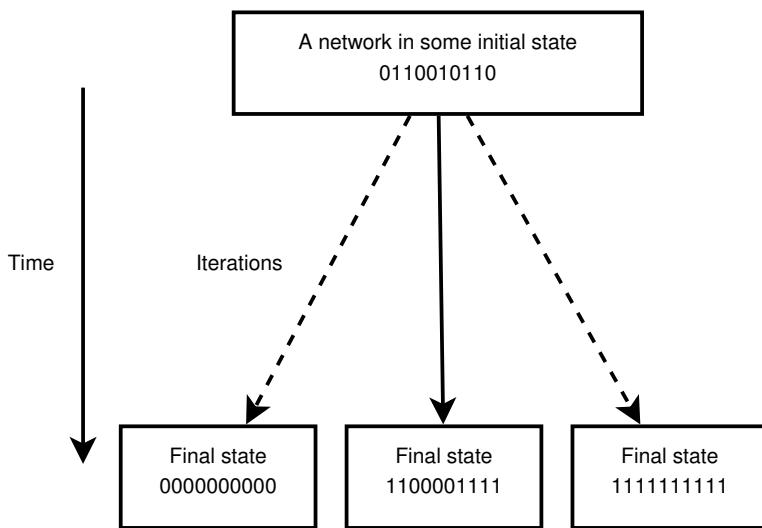 A network in some initial state
0110010110
Time
Iterations
Final state
0000000000
Final state
1100001111
Final state
1111111111